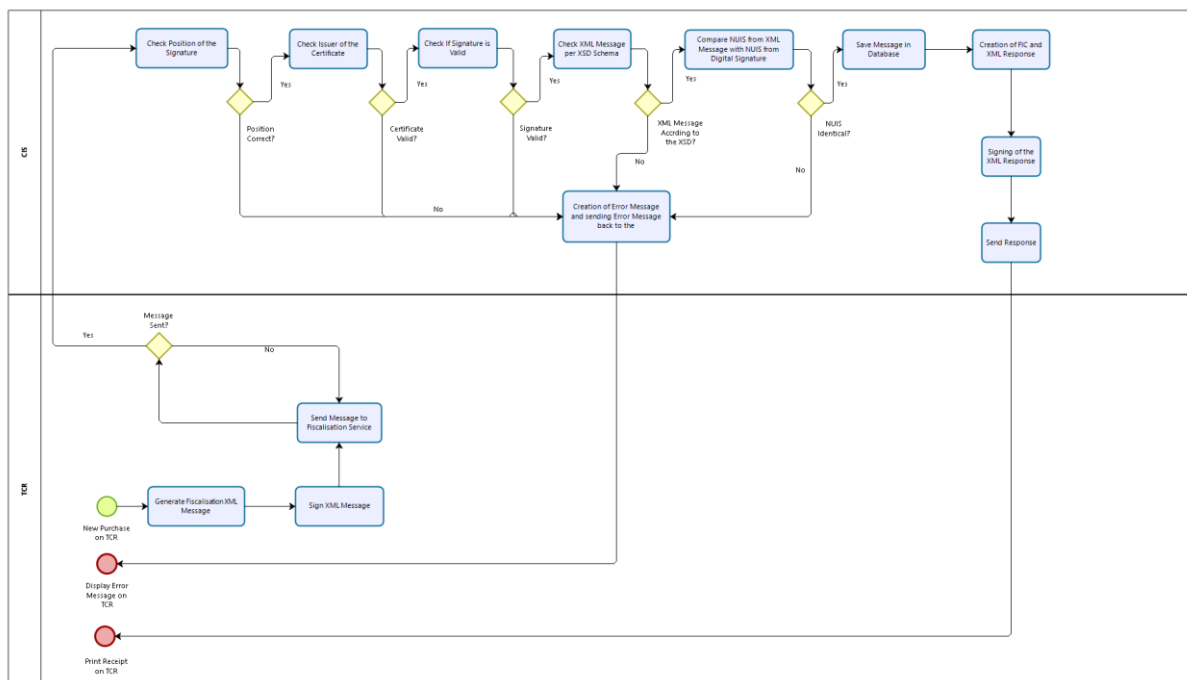 CIS
Check Position of the
Signature
Check Issuer of the
Certificate
Check If Signature is
Valid
Check XML Message
per XSD Schema
Compare NUIS from XML
Message with NUIS from
Digital Signature
Save Message in
Database
Creation of FIC and
XML Response
Yes
Yes
Yes
Yes
Yes
Position
Correct?
Certificate
Valid?
Signature
Valid?
XML Message
Accrding to
the XSD?
NUIS
Identical?
No
No
No
Signing of the
XML Response
Creation of Error Message
and sending Error Message
back to the
Send Response
TCR
Message
Sent?
Yes
No
Send Message to
Fiscalisation Service
Generate Fiscalisation XML
Message
Sign XML Message
New Purchase
on TCR
Display Error
Message on
TCR
Print Receipt
on TCR